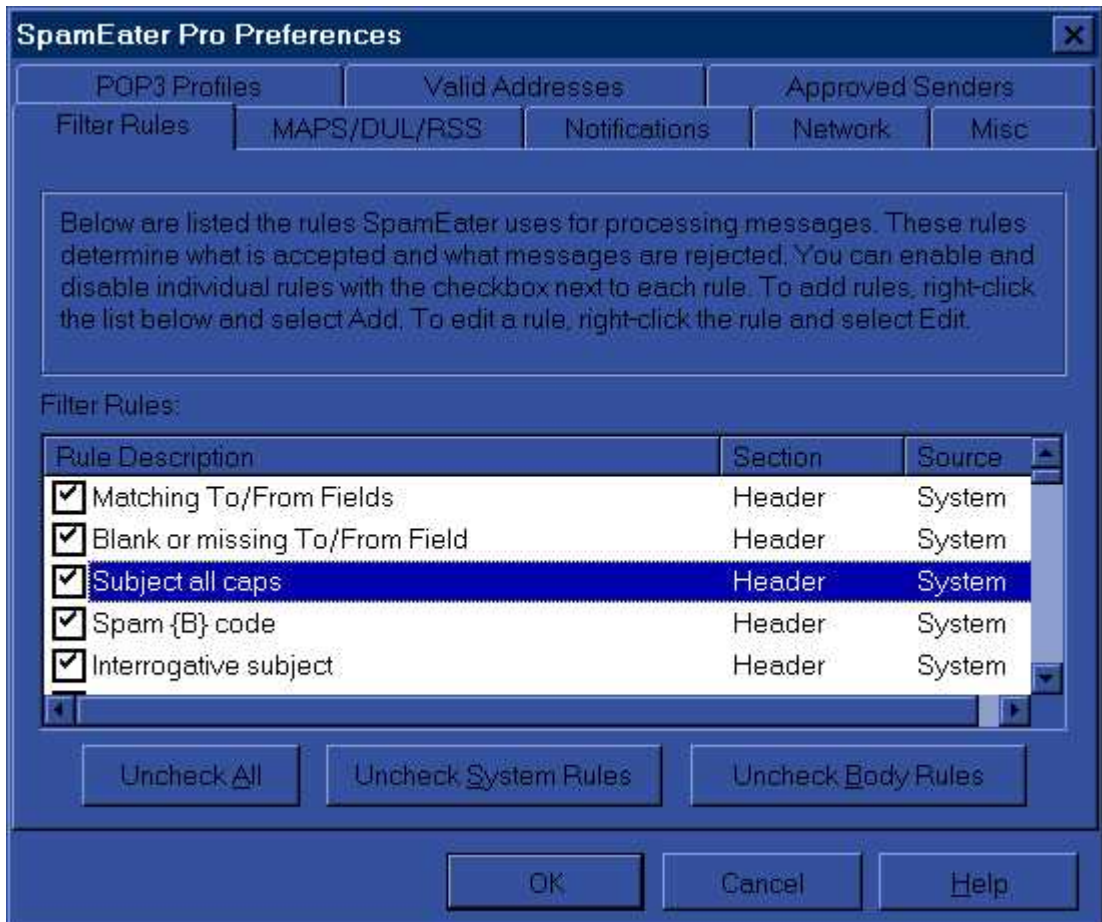 SpamEater Pro Preferences
POP3 Profiles Valid Addresses Approved Senders
Filter Rules MAPS/DUL/RSS Notifications Network Misc
Below are listed the rules SpamEater uses for processing messages. These rules
determine what is accepted and what messages are rejected. You can enable and
disable individual rules with the checkbox next to each rule. To add rules, right-click
the list below and select Add. To edit a rule, right-click the rule and select Edit.
Filter Rules:
Rule Description Section Source
Matching To/From Fields Header System
Blank or missing To/From Field Header System
Subject all caps Header System
Spam {B} code Header System
Interrogative subject Header System
Uncheck All Uncheck System Rules Uncheck Body Rules
OK Cancel Help